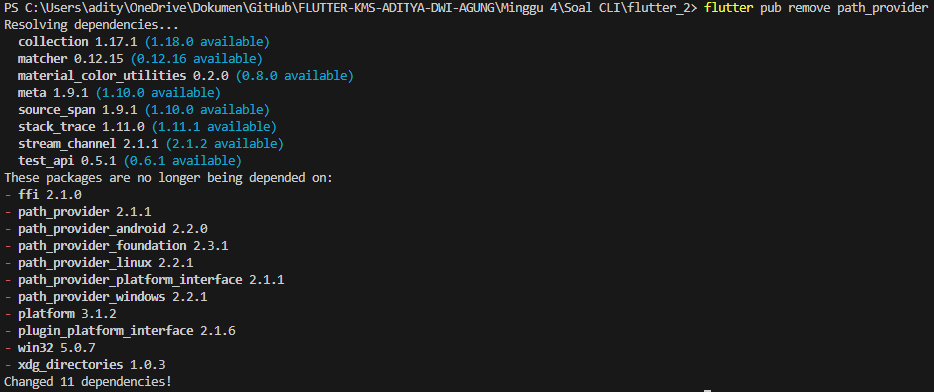 PS C:\Users\adity\OneDrive\Dokumen\GitHub\FLUTTER-KMS-ADITYA-DWI-AGUNG\Minggu 4\Soal CLI\flutter_2> flutter pub remove path_provider
Resolving dependencies...
  collection 1.17.1 (1.18.0 available)
  matcher 0.12.15 (0.12.16 available)
  material_color_utilities 0.2.0 (0.8.0 available)
  meta 1.9.1 (1.10.0 available)
  source_span 1.9.1 (1.10.0 available)
  stack_trace 1.11.0 (1.11.1 available)
  stream_channel 2.1.1 (2.1.2 available)
  test_api 0.5.1 (0.6.1 available)
These packages are no longer being depended on:
- ffi 2.1.0
- path_provider 2.1.1
- path_provider_android 2.2.0
- path_provider_foundation 2.3.1
- path_provider_linux 2.2.1
- path_provider_platform_interface 2.1.1
- path_provider_windows 2.2.1
- platform 3.1.2
- plugin_platform_interface 2.1.6
- win32 5.0.7
- xdg_directories 1.0.3
Changed 11 dependencies!